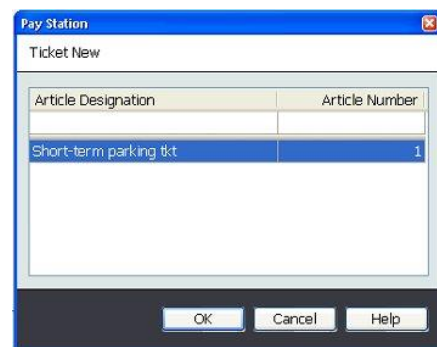 Pay Station
Ticket New
Article Designation Article Number
Short-term parking tkt 1
OK Cancel Help